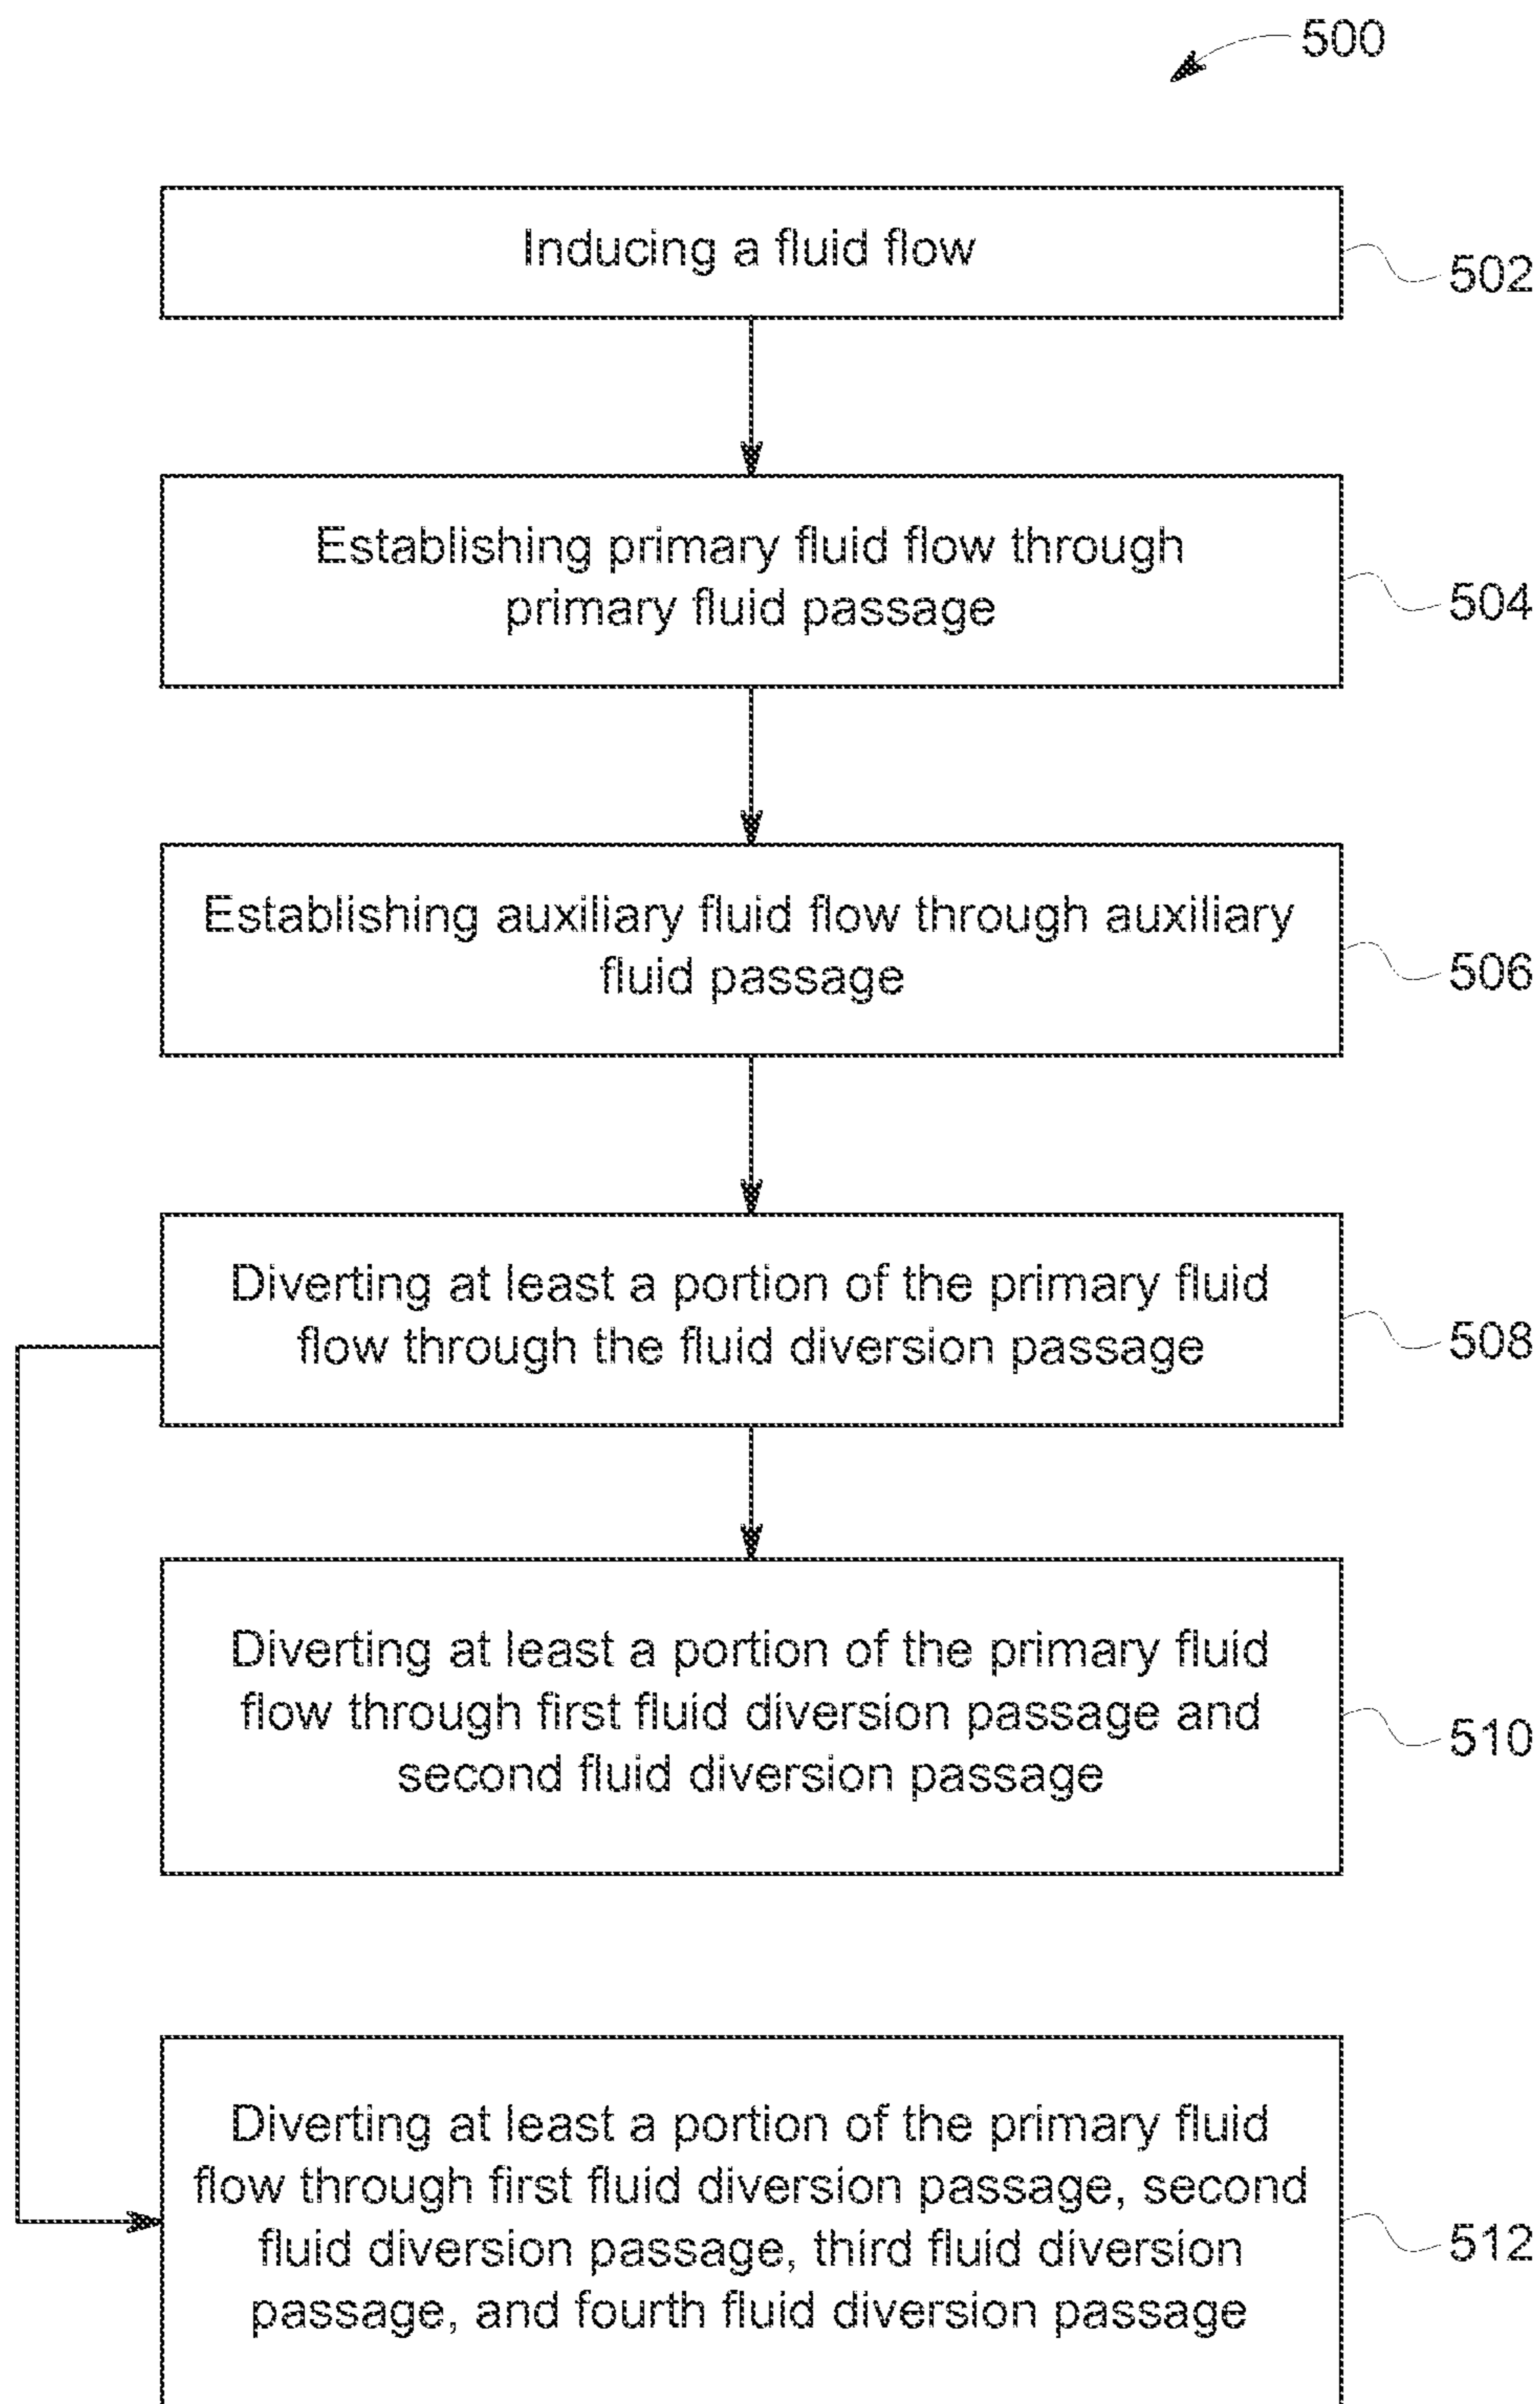 500
Inducing a fluid flow
502
Establishing primary fluid flow through
primary fluid passage
504
Establishing auxiliary fluid flow through auxiliary
fluid passage
506
Diverting at least a portion of the primary fluid
flow through the fluid diversion passage
508
Diverting at least a portion of the primary fluid
flow through first fluid diversion passage and
second fluid diversion passage
510
Diverting at least a portion of the primary fluid
flow through first fluid diversion passage, second
fluid diversion passage, third fluid diversion
passage, and fourth fluid diversion passage
512